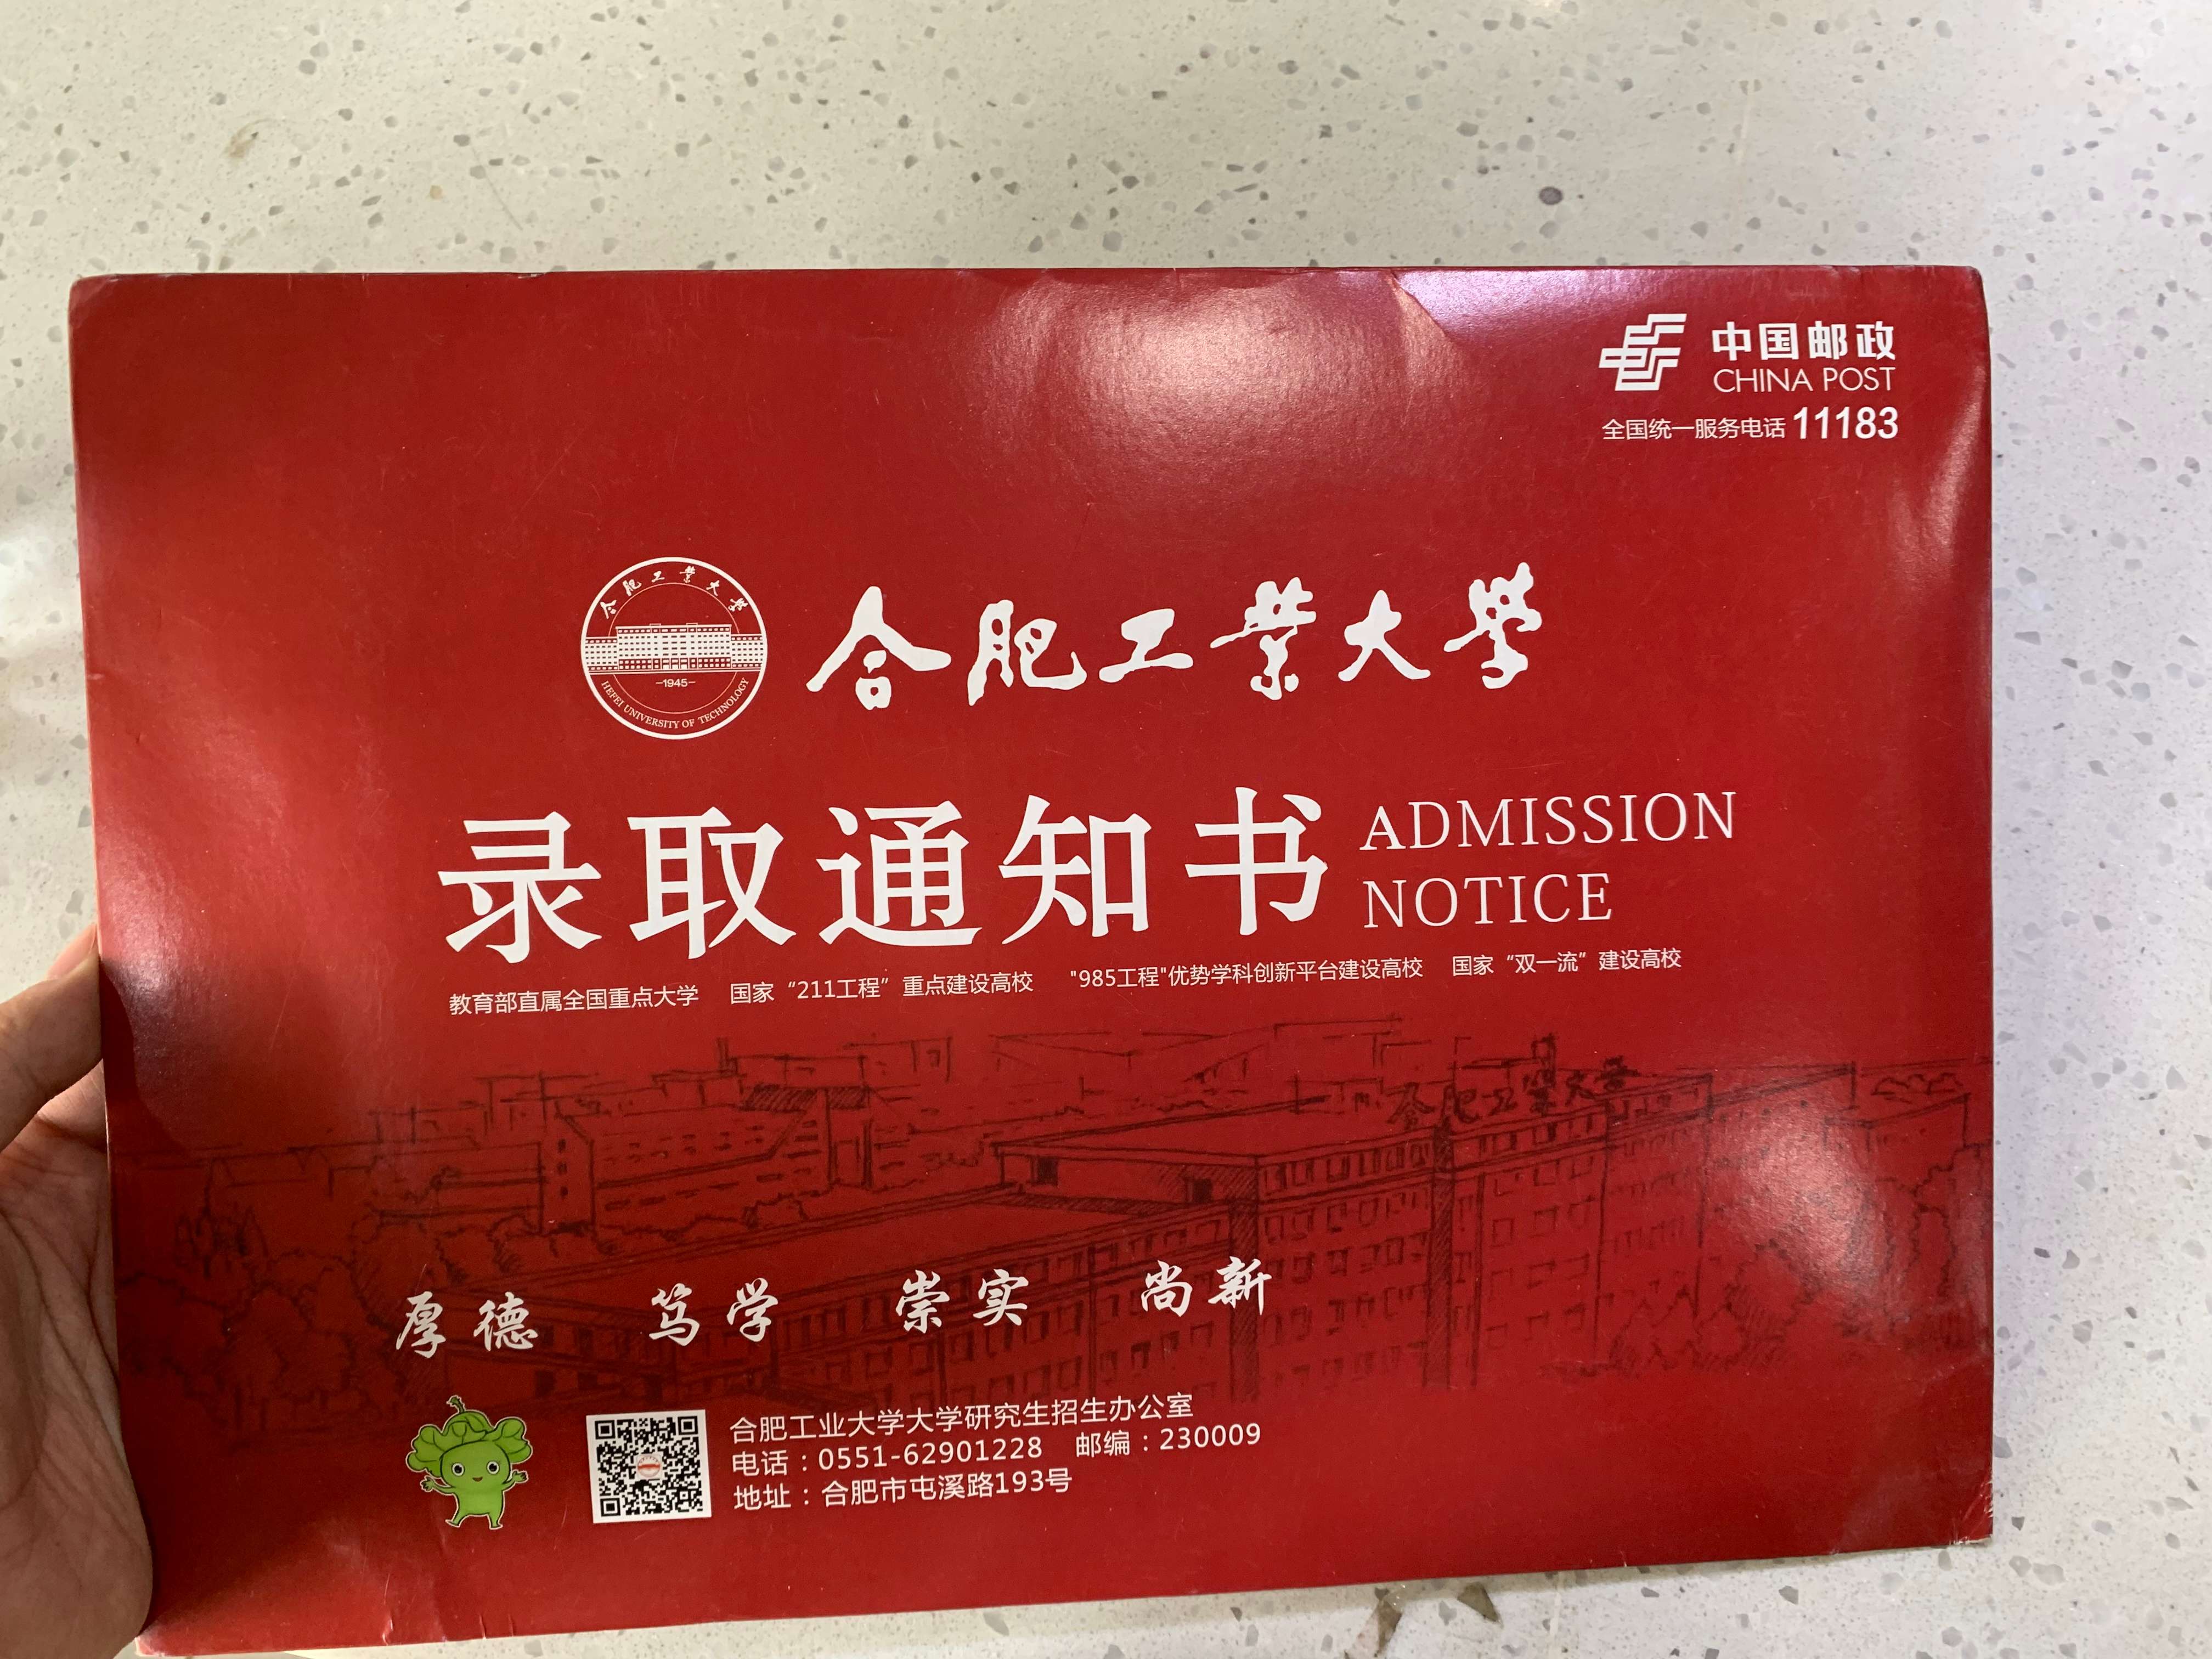 中国邮政
CHINA POST
全国统一服务电话 11183
合肥工業大學
合肥工業大學
-1945-
HEFEI UNIVERSITY OF TECHNOLOGY
录取通知书 ADMISSION
NOTICE
教育部直属全国重点大学 国家“211工程”重点建设高校 "985工程"优势学科创新平台建设高校 国家“双一流”建设高校
合肥工業大學
厚德 笃学 崇实 尚新
合肥工业大学大学研究生招生办公室
电话：0551-62901228 邮编：230009
地址：合肥市屯溪路193号